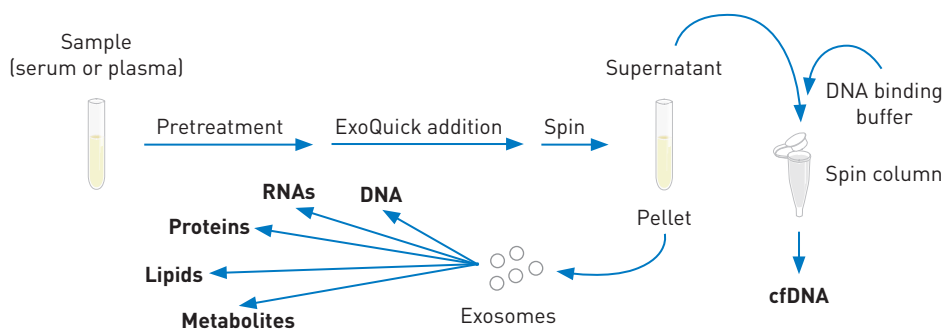 Sample
(serum or plasma)
Pretreatment
ExoQuick addition
Spin
Supernatant
DNA binding
buffer
Spin column
cfDNA
Pellet
Exosomes
DNA
RNAs
Proteins
Lipids
Metabolites